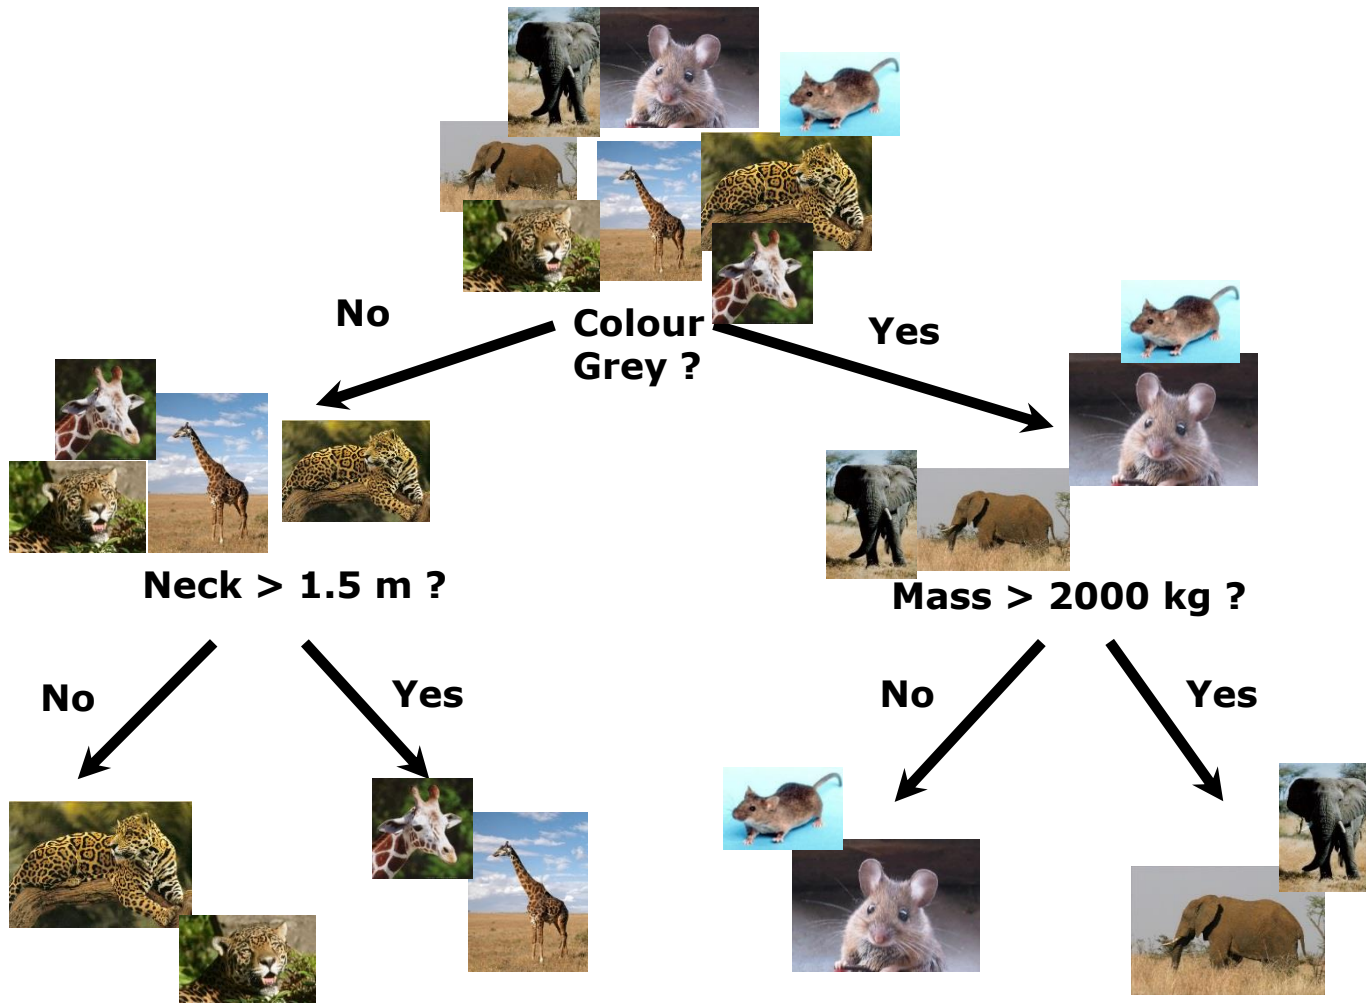 No
Colour
Grey ?
Yes
Neck > 1.5 m ?
Mass > 2000 kg ?
No
Yes
No
Yes